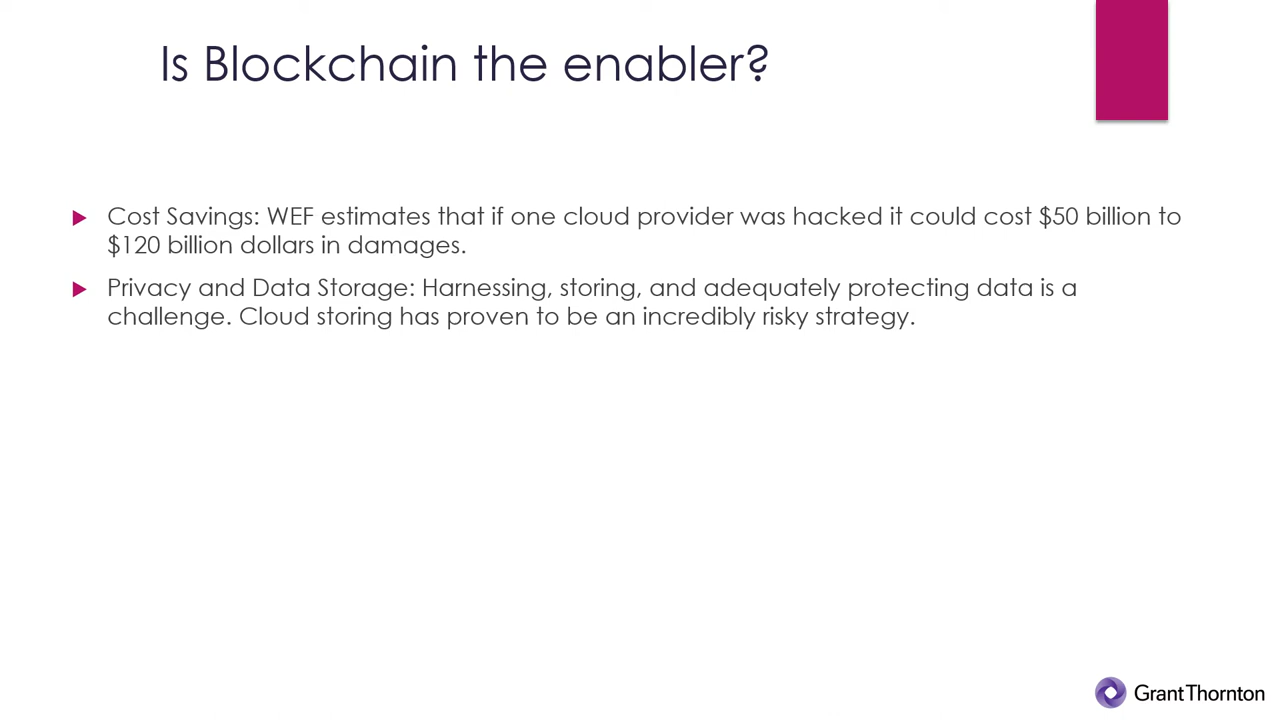 Is Blockchain the enabler?
Cost Savings: WEF estimates that if one cloud provider was hacked it could cost $50 billion to
$120 billion dollars in damages.
Privacy and Data Storage: Harnessing, storing, and adequately protecting data is a
challenge. Cloud storing has proven to be an incredibly risky strategy.
GrantThornton